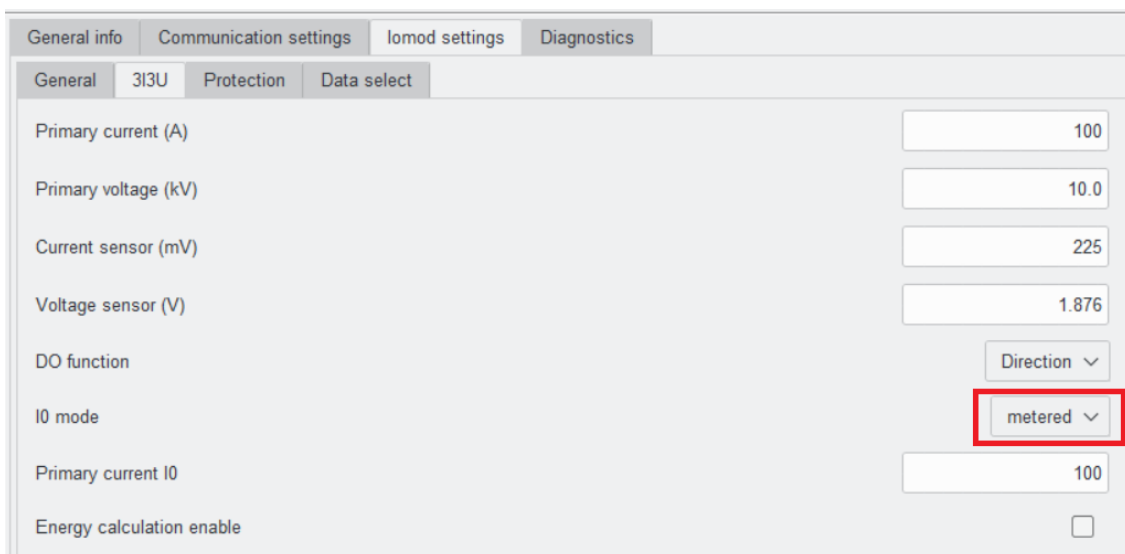 General info Communication settings Iomod settings Diagnostics
General 3I3U Protection Data select
Primary current (A) 100
Primary voltage (kV) 10.0
Current sensor (mV) 225
Voltage sensor (V) 1.876
DO function Direction
I0 mode metered
Primary current I0 100
Energy calculation enable